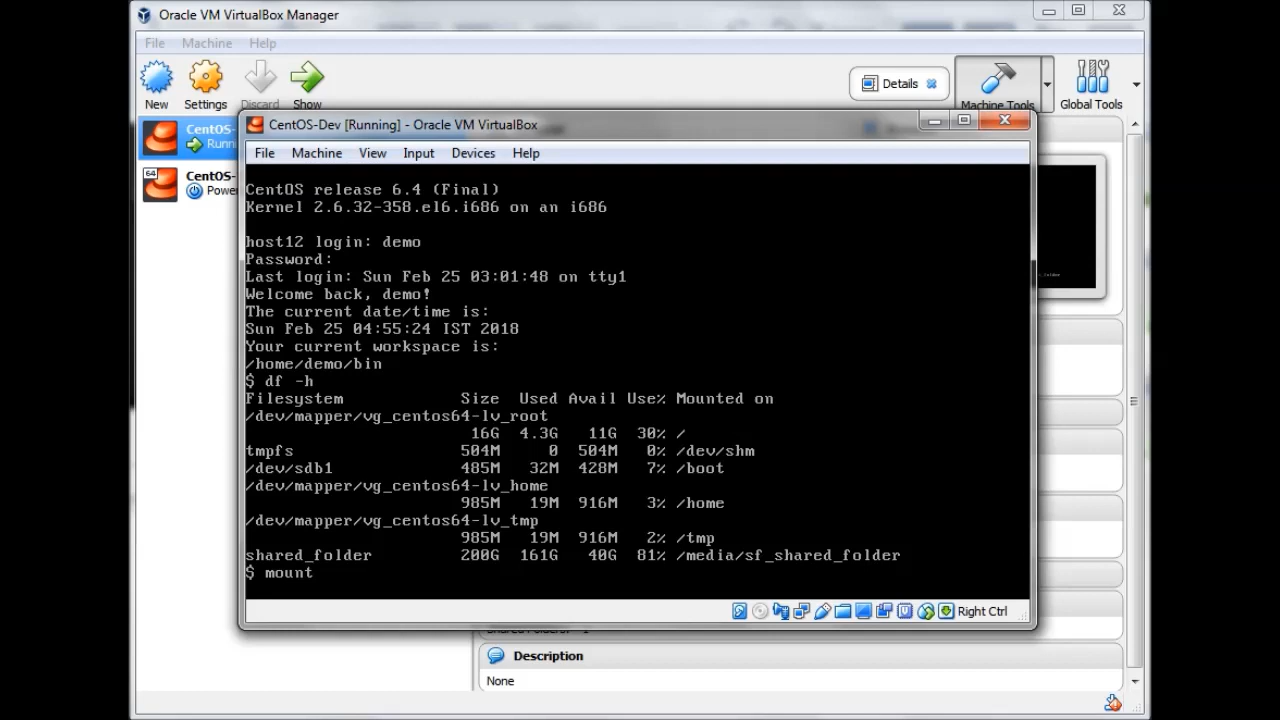 Oracle VM VirtualBox Manager
File Machine Help
New Settings Discard Show
Details
Machine Tools Global Tools
CentOS-
Runni
64
CentOS-
Power
CentOS-Dev [Running] - Oracle VM VirtualBox
File Machine View Input Devices Help
CentOS release 6.4 (Final)
Kernel 2.6.32-358.el6.i686 on an i686
host12 login: demo
Password:
Last login: Sun Feb 25 03:01:48 on tty1
Welcome back, demo!
The current date/time is:
Sun Feb 25 04:55:24 IST 2018
Your current workspace is:
/home/demo/bin
$ df -h
Filesystem Size Used Avail Use% Mounted on
/dev/mapper/vg_centos64-lv_root
16G 4.3G 11G 30% /
tmpfs 504M 0 504M 0% /dev/shm
/dev/sdb1 485M 32M 428M 7% /boot
/dev/mapper/vg_centos64-lv_home
985M 19M 916M 3% /home
/dev/mapper/vg_centos64-lv_tmp
985M 19M 916M 2% /tmp
shared_folder 200G 161G 40G 81% /media/sf_shared_folder
$ mount
Right Ctrl
Description
None